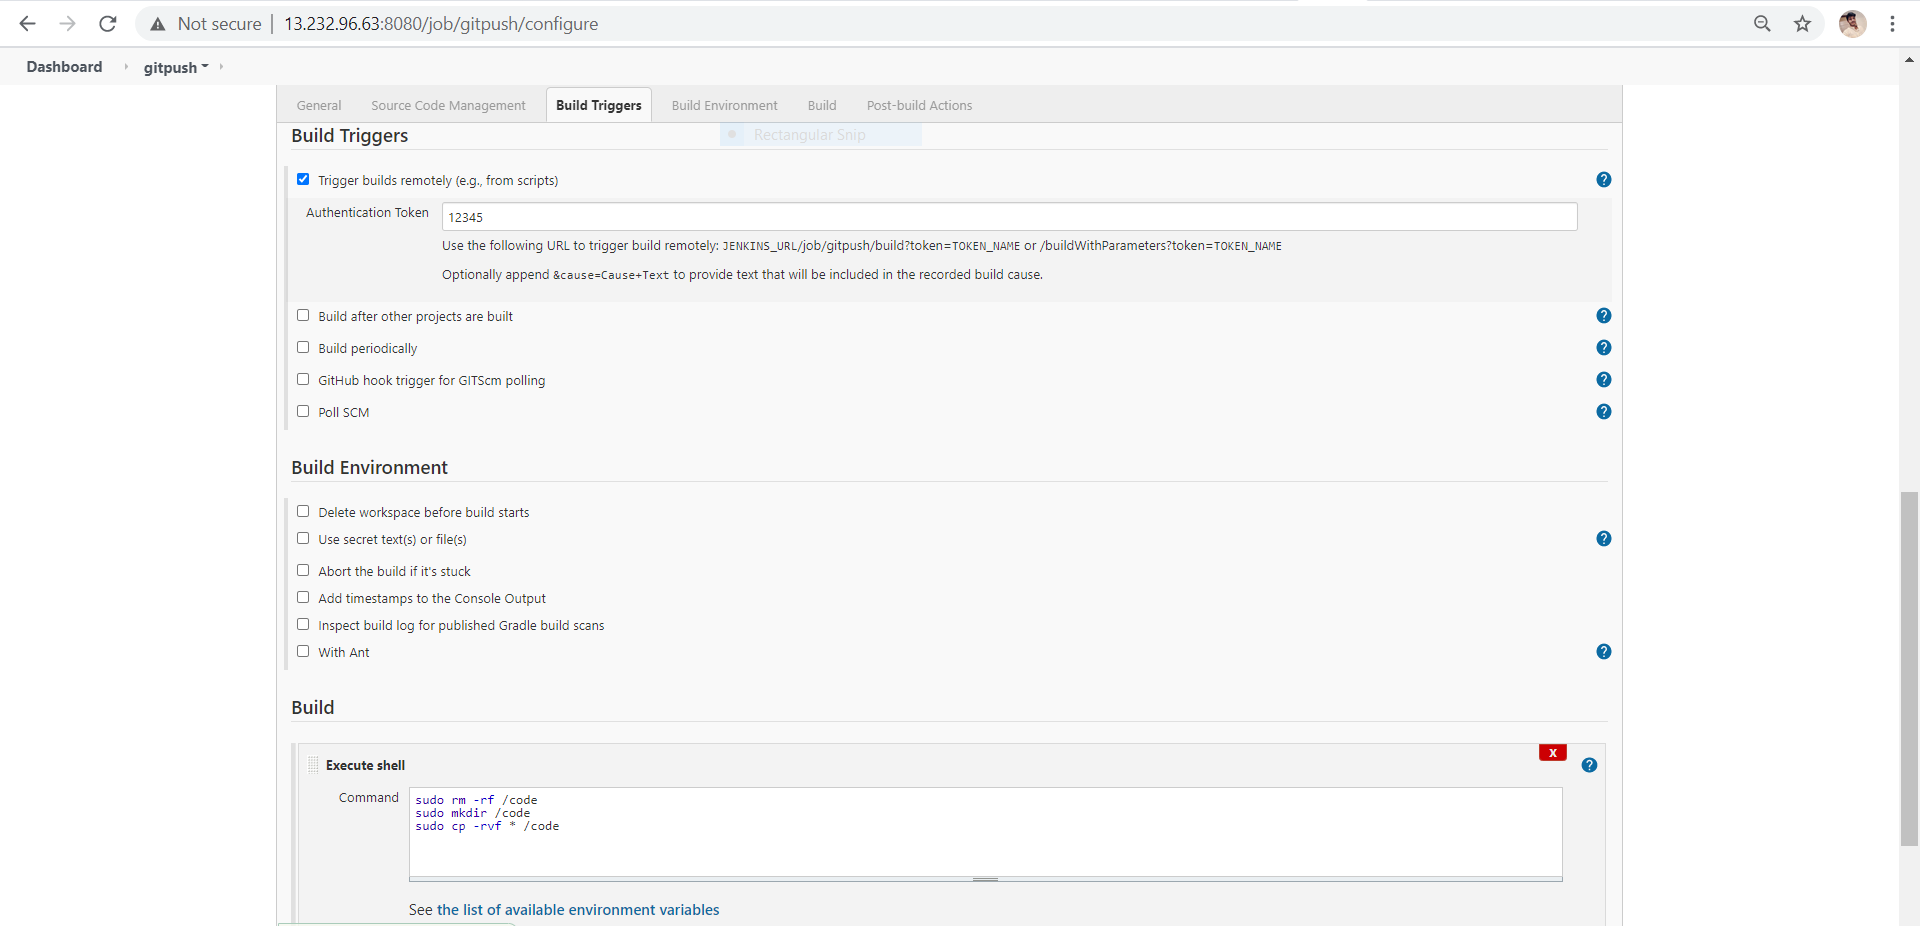 Not secure 13.232.96.63:8080/job/gitpush/configure
Dashboard gitpush
General Source Code Management Build Triggers Build Environment Build Post-build Actions
Build Triggers
Rectangular Snip
Trigger builds remotely (e.g., from scripts)
Authentication Token 12345
Use the following URL to trigger build remotely: JENKINS_URL/job/gitpush/build?token=TOKEN_NAME or /buildWithParameters?token=TOKEN_NAME
Optionally append &cause=Cause+Text to provide text that will be included in the recorded build cause.
Build after other projects are built
Build periodically
GitHub hook trigger for GITScm polling
Poll SCM
Build Environment
Delete workspace before build starts
Use secret text(s) or file(s)
Abort the build if it's stuck
Add timestamps to the Console Output
Inspect build log for published Gradle build scans
With Ant
Build
X
Execute shell
Command
sudo rm -rf /code
sudo mkdir /code
sudo cp -rvf * /code
See the list of available environment variables